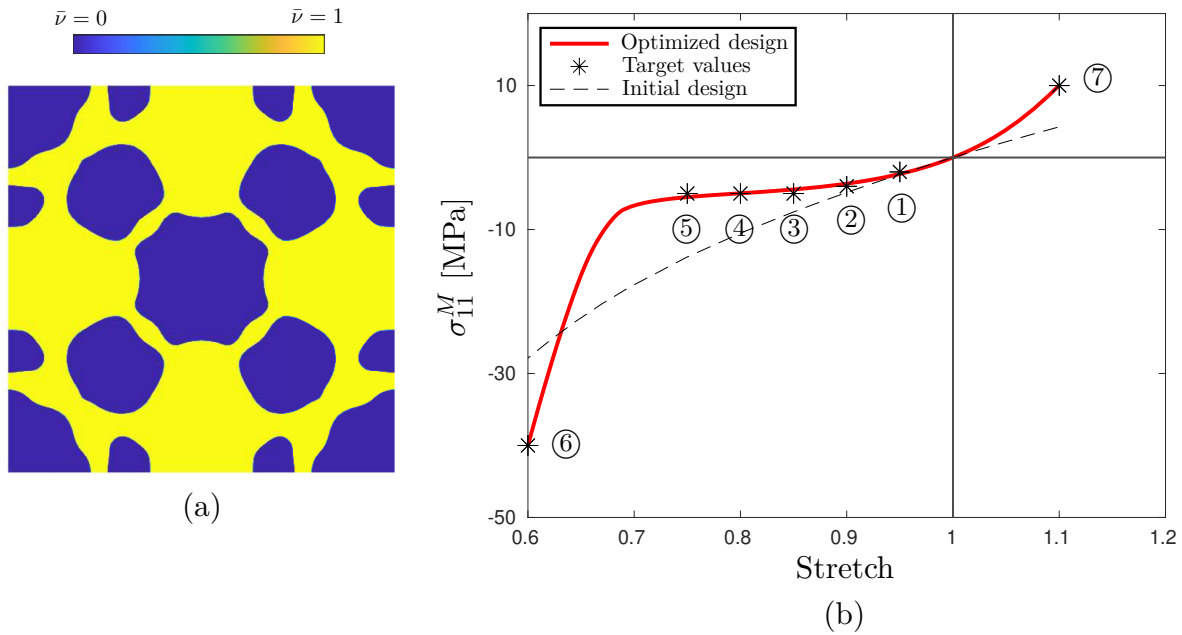 ν̄ = 0 ν̄ = 1
(a)
Optimized design
Target values
Initial design
10
-10
-30
-50
σ₁₁ᴹ [MPa]
⑦
⑤ ④ ③ ② ①
⑥
0.6 0.7 0.8 0.9 1 1.1 1.2
Stretch
(b)